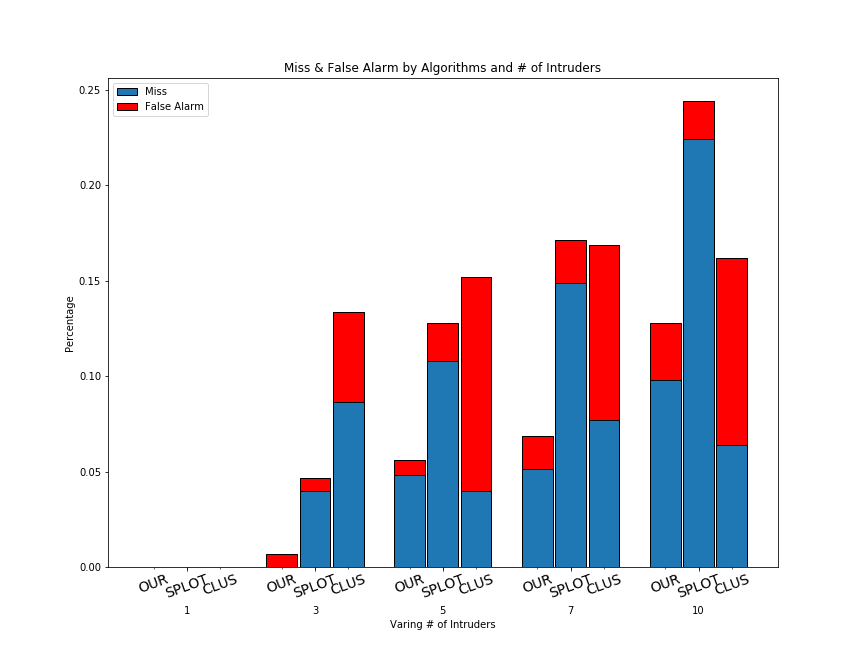 Miss & False Alarm by Algorithms and # of Intruders
Miss
False Alarm
0.25
0.20
0.15
0.10
0.05
0.00
Percentage
OUR SPLOT CLUS OUR SPLOT CLUS OUR SPLOT CLUS OUR SPLOT CLUS OUR SPLOT CLUS
1 3 5 7 10
Varing # of Intruders